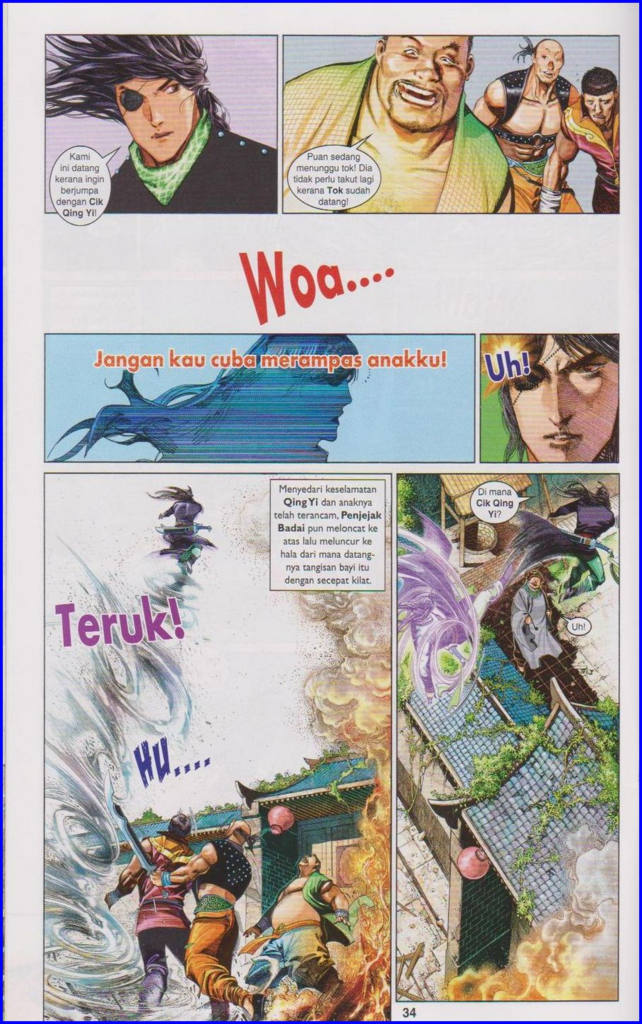 Kami
ini datang
kerana ingin
berjumpa
dengan Cik
Qing Yi!
Puan sedang
menunggu tok! Dia
tidak perlu takut lagi
kerana Tok sudah
datang!
Woa....
Jangan kau cuba merampas anakku!
Uh!
Menyedari keselamatan
Qing Yi dan anaknya
telah terancam, Penjejak
Badai pun meloncat ke
atas lalu meluncur ke
hala dari mana datang-
nya tangisan bayi itu
dengan secepat kilat.
Teruk!
HU....
Di mana
Cik Qing
Yi?
Uh!
34